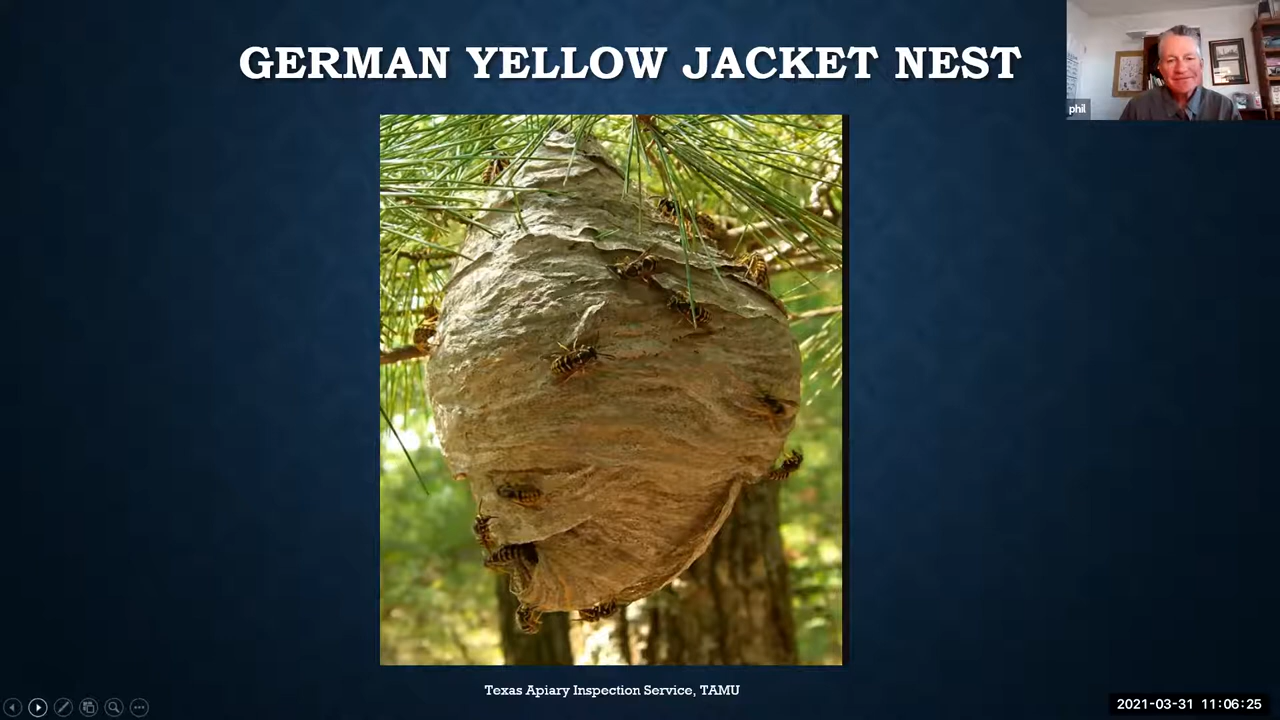 GERMAN YELLOW JACKET NEST
phil
Texas Apiary Inspection Service, TAMU
2021-03-31 11:06:25